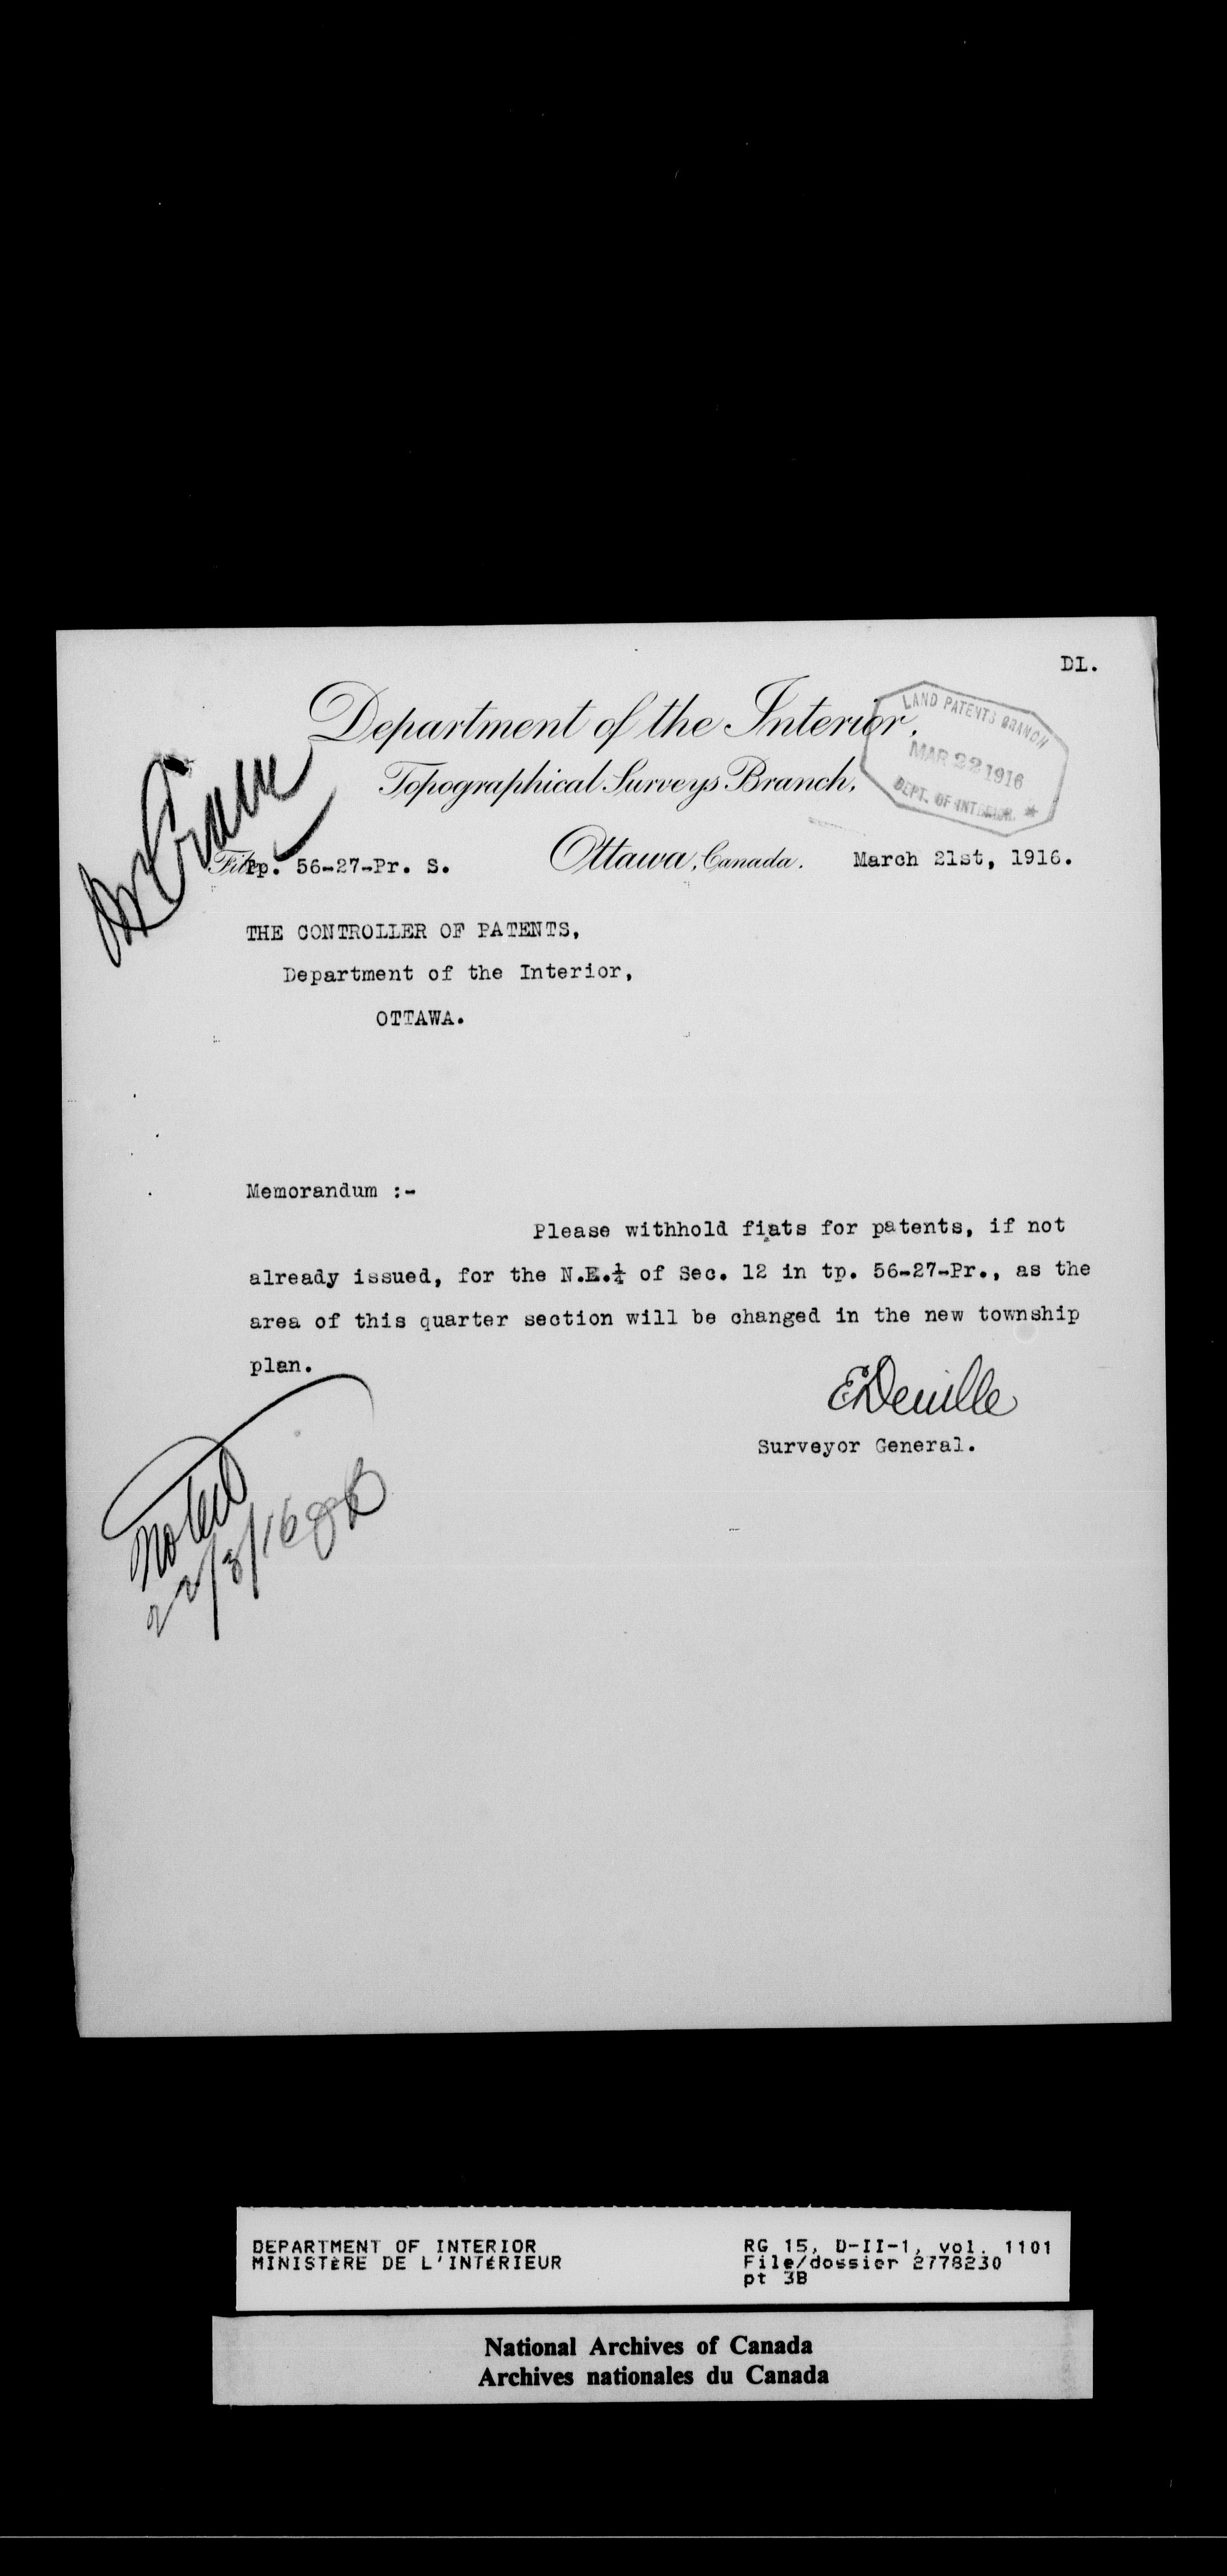 DI.
Department of the Interior,
Topographical Surveys Branch,
LAND PATENTS BRANCH
MAR 22 1916
DEPT. OF INTERIOR
File Tp. 56-27-Pr. S.
Ottawa, Canada. March 21st, 1916.
THE CONTROLLER OF PATENTS,
Department of the Interior,
OTTAWA.
Memorandum :-
Please withhold fiats for patents, if not
already issued, for the N.E.¼ of Sec. 12 in tp. 56-27-Pr., as the
area of this quarter section will be changed in the new township
plan.
E Deville
Surveyor General.
Noted
22/3/16
DEPARTMENT OF INTERIOR
MINISTÈRE DE L'INTÉRIEUR
RG 15, D-II-1, vol. 1101
File/dossier 2778230
pt 3B
National Archives of Canada
Archives nationales du Canada